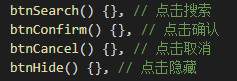 btnSearch() {}, // 点击搜索
btnConfirm() {}, // 点击确认
btnCancel() {}, // 点击取消
btnHide() {}, // 点击隐藏